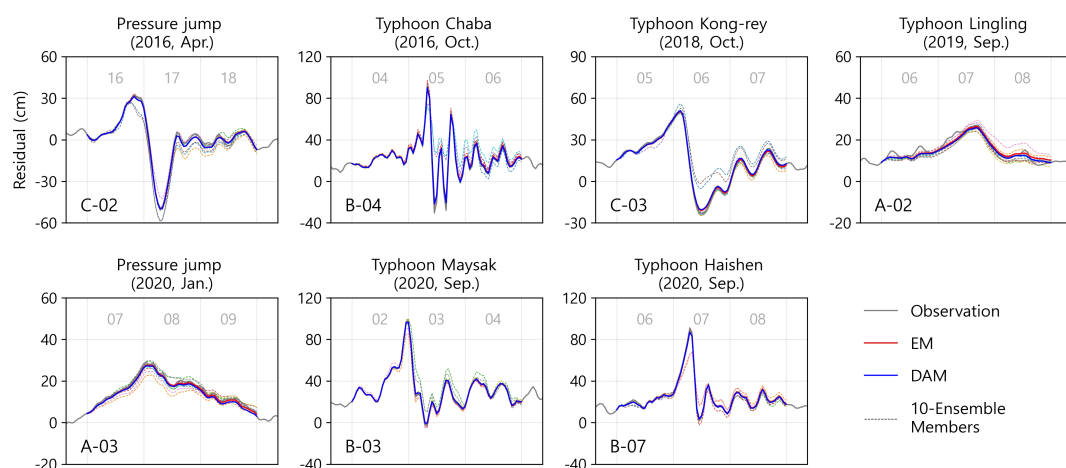 Pressure jump
(2016, Apr.)
Typhoon Chaba
(2016, Oct.)
Typhoon Kong-rey
(2018, Oct.)
Typhoon Lingling
(2019, Sep.)
Residual (cm)
60
30
0
-30
-60
16 17 18
C-02
120
80
40
0
-40
04 05 06
B-04
90
60
30
0
-30
05 06 07
C-03
60
40
20
0
-20
06 07 08
A-02
Pressure jump
(2020, Jan.)
Typhoon Maysak
(2020, Sep.)
Typhoon Haishen
(2020, Sep.)
60
40
20
0
-20
07 08 09
A-03
120
80
40
0
-40
02 03 04
B-03
120
80
40
0
-40
06 07 08
B-07
Observation
EM
DAM
10-Ensemble
Members